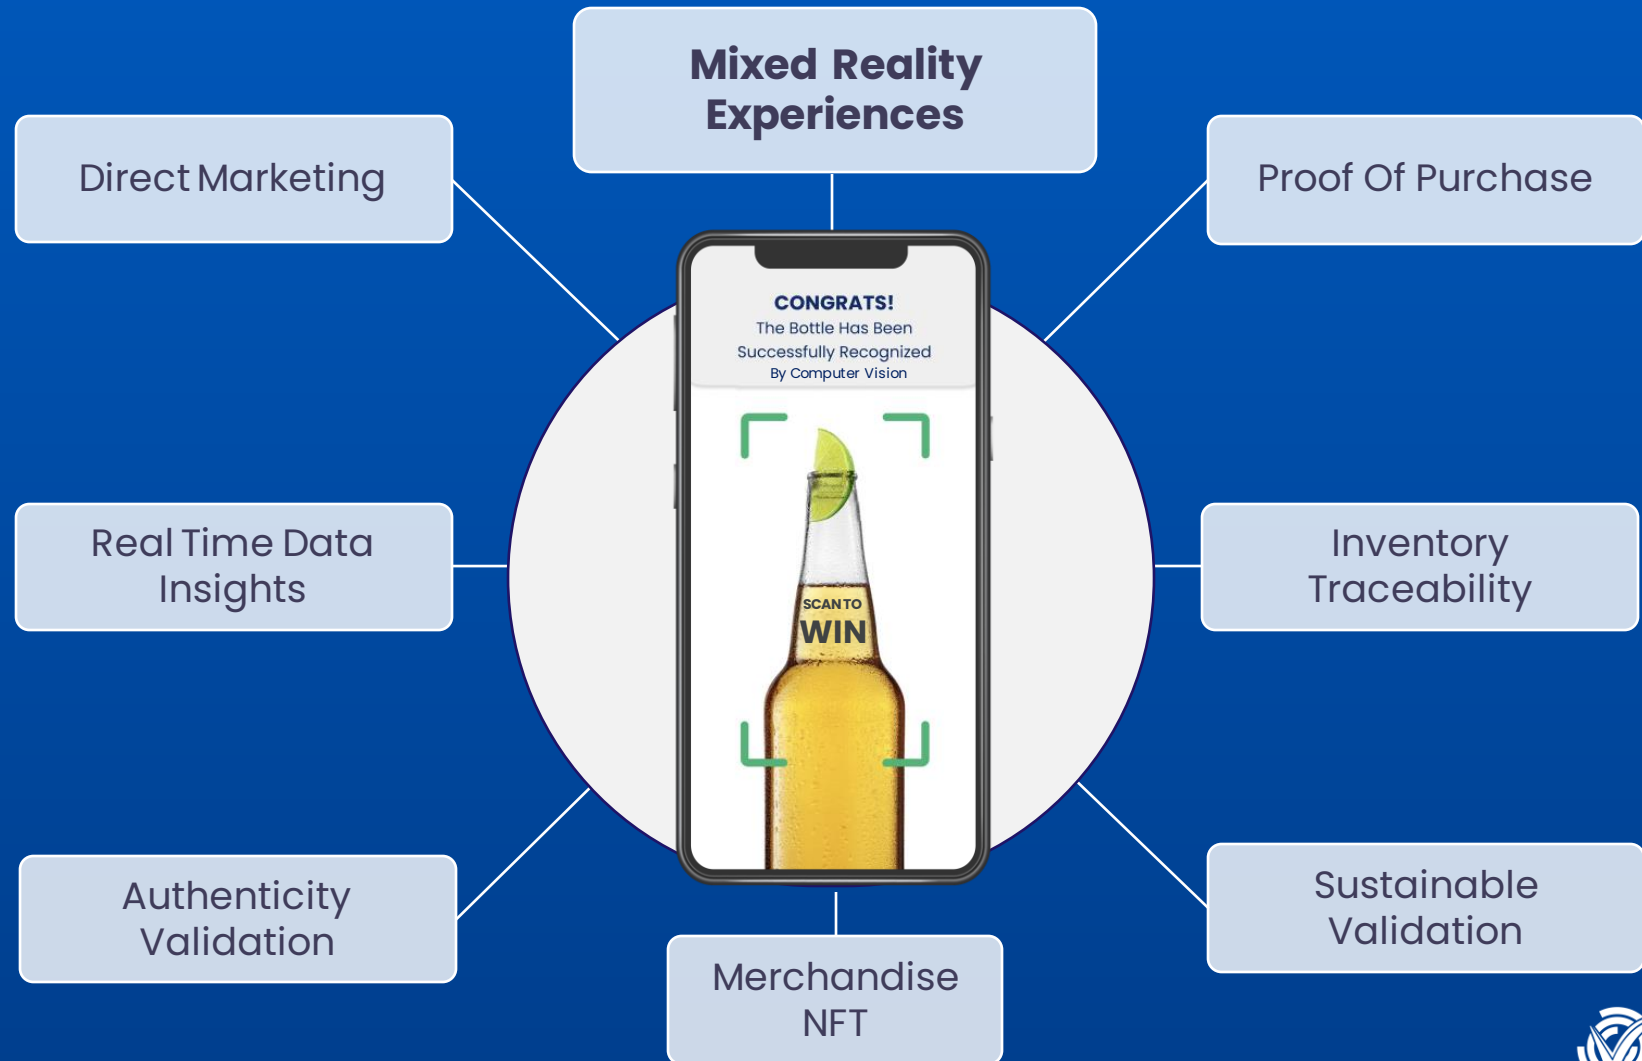 Mixed Reality
Experiences
Direct Marketing
Proof Of Purchase
CONGRATS!
The Bottle Has Been
Successfully Recognized
By Computer Vision
Real Time Data
Insights
Inventory
Traceability
SCAN TO
WIN
Authenticity
Validation
Sustainable
Validation
Merchandise
NFT